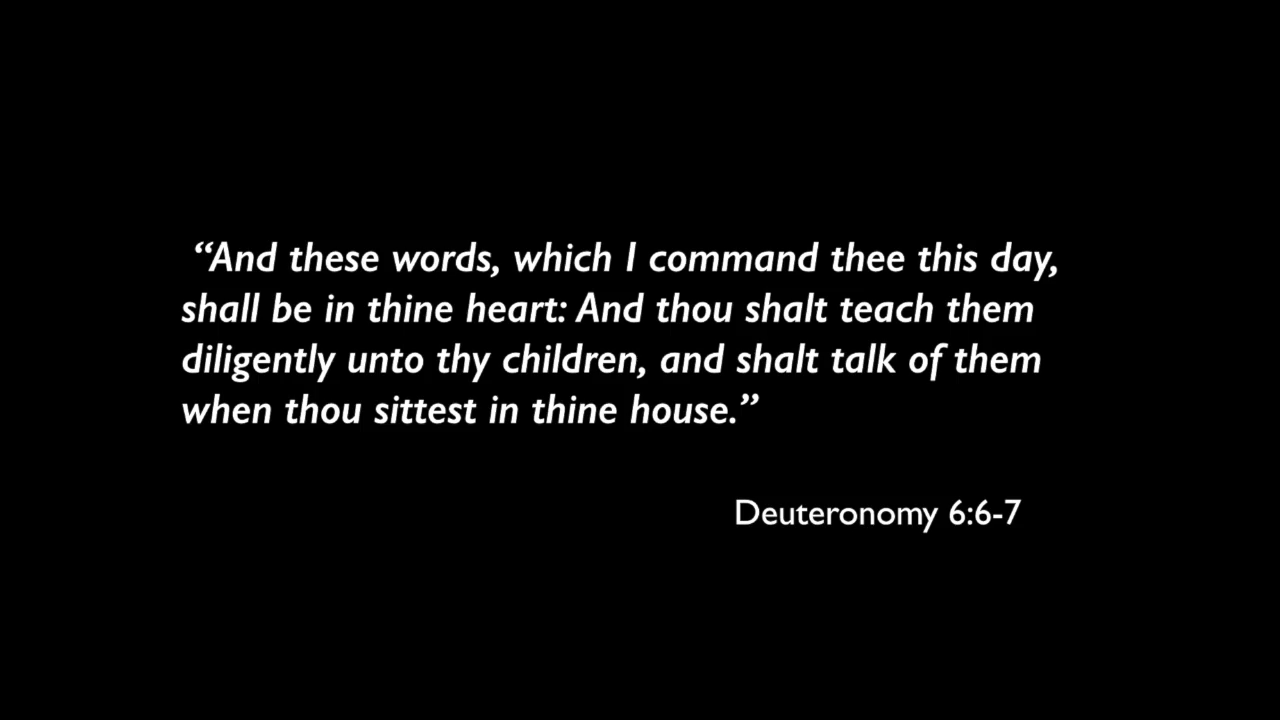 “And these words, which I command thee this day,
shall be in thine heart: And thou shalt teach them
diligently unto thy children, and shalt talk of them
when thou sittest in thine house.”
Deuteronomy 6:6-7